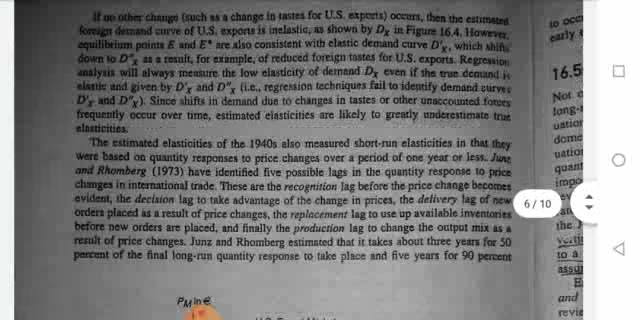 If no other change (such as a change in tastes for U.S. exports) occurs, then the estimated
foreign demand curve of U.S. exports is inelastic, as shown by DX in Figure 16.4. However,
equilibrium points E and E* are also consistent with elastic demand curve D′X, which shifts
down to D″X as a result, for example, of reduced foreign tastes for U.S. exports. Regression
analysis will always measure the low elasticity of demand DX even if the true demand is
elastic and given by D′X and D″X (i.e., regression techniques fail to identify demand curves
D′X and D″X). Since shifts in demand due to changes in tastes or other unaccounted forces
frequently occur over time, estimated elasticities are likely to greatly underestimate true
elasticities.
The estimated elasticities of the 1940s also measured short-run elasticities in that they
were based on quantity responses to price changes over a period of one year or less. Junz
and Rhomberg (1973) have identified five possible lags in the quantity response to price
changes in international trade. These are the recognition lag before the price change becomes
evident, the decision lag to take advantage of the change in prices, the delivery lag of new
orders placed as a result of price changes, the replacement lag to use up available inventories
before new orders are placed, and finally the production lag to change the output mix as a
result of price changes. Junz and Rhomberg estimated that it takes about three years for 50
percent of the final long-run quantity response to take place and five years for 90 percent
PM in €
to occ
early
16.5
Not
long-
uation
dome
uation
quant
impo
6 / 10
the J
to a
assu
and
revie